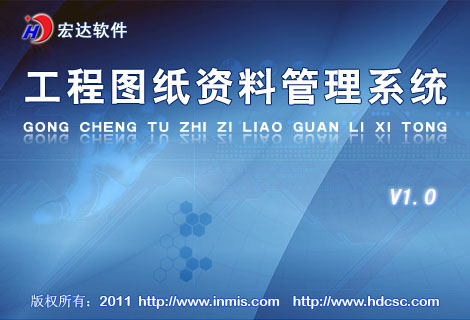 宏达软件
工程图纸资料管理系统
GONG CHENG TU ZHI ZI LIAO GUAN LI XI TONG
V1.0
版权所有：2011 http://www.inmis.com http://www.hdcsc.com